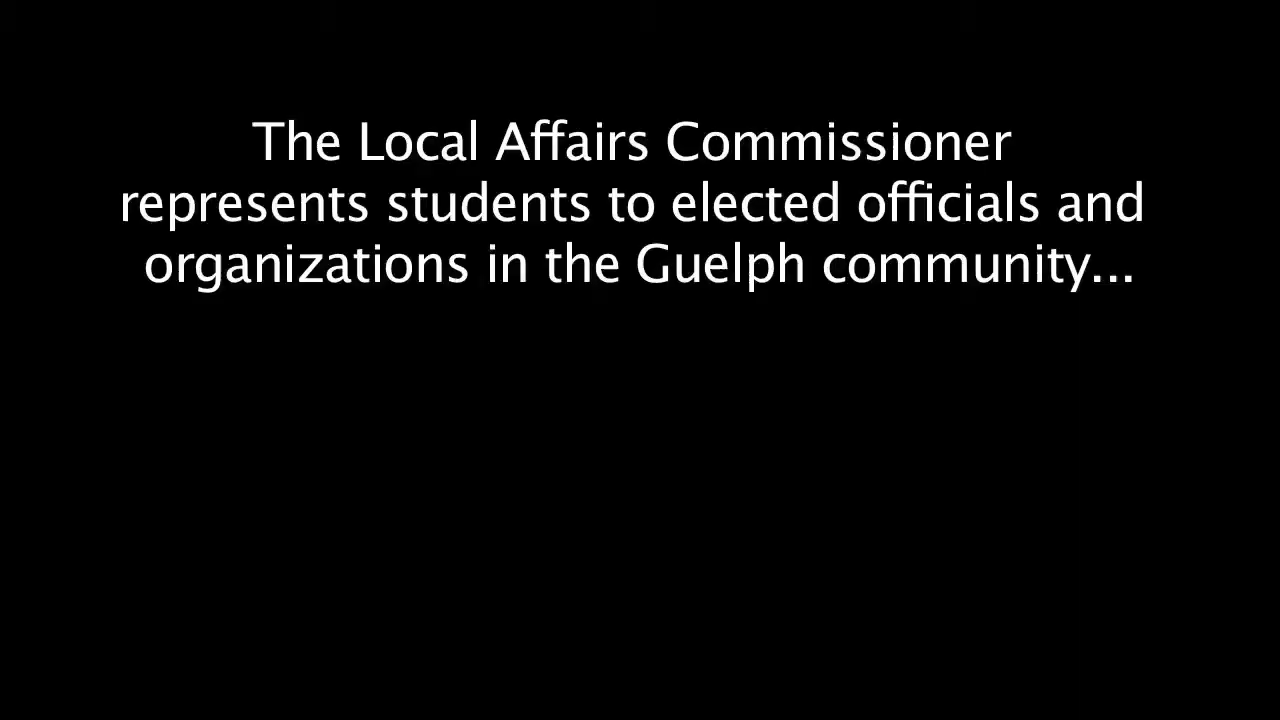 The Local Affairs Commissioner
represents students to elected officials and
organizations in the Guelph community...